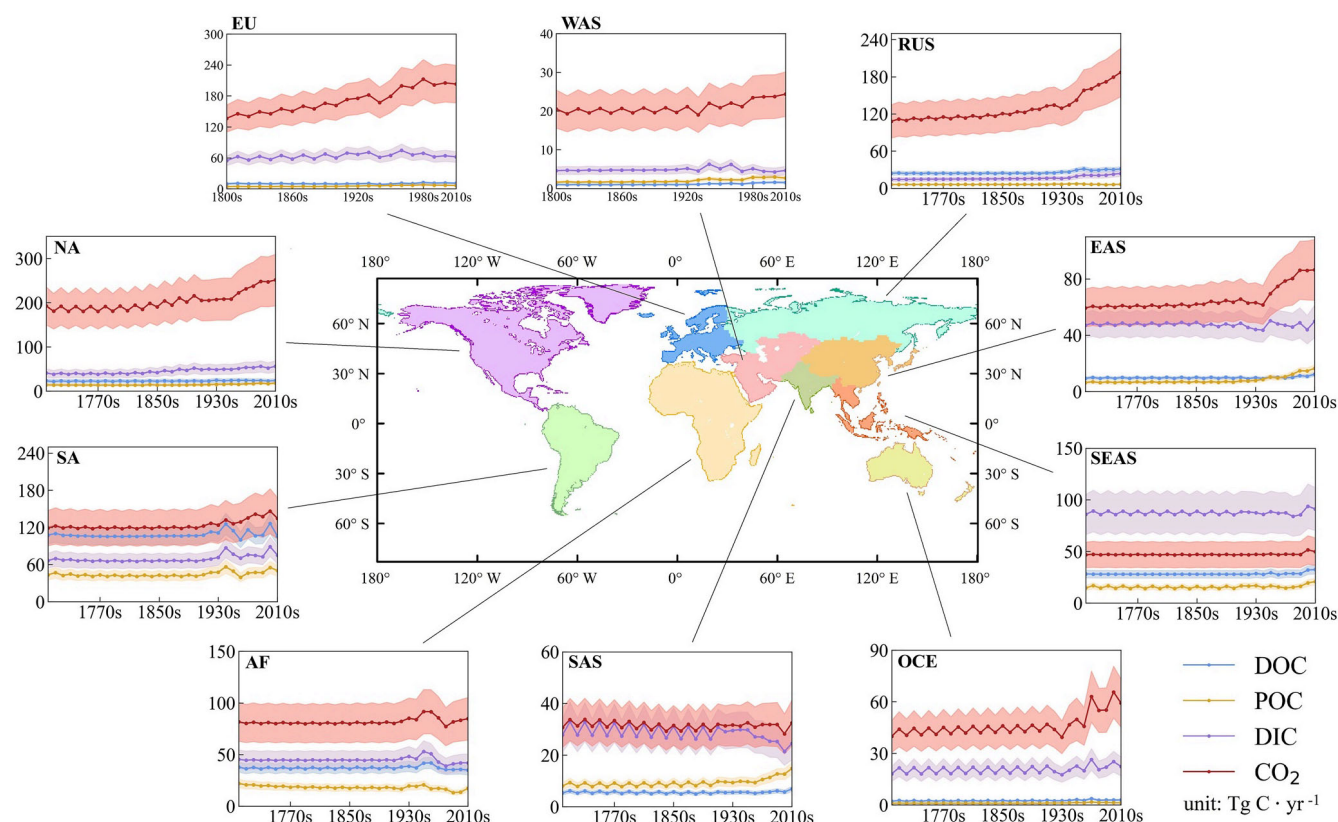 EU
300
240
180
120
60
0
1800s 1860s 1920s 1980s 2010s
WAS
40
30
20
10
0
1800s 1860s 1920s 1980s 2010s
RUS
240
180
120
60
0
1770s 1850s 1930s 2010s
NA
300
200
100
0
1770s 1850s 1930s 2010s
180° 120° W 60° W 0° 60° E 120° E 180°
60° N 60° N
30° N 30° N
0° 0°
30° S 30° S
60° S 60° S
180° 120° W 60° W 0° 60° E 120° E 180°
EAS
80
40
0
1770s 1850s 1930s 2010s
SA
240
180
120
60
0
1770s 1850s 1930s 2010s
SEAS
150
100
50
0
1770s 1850s 1930s 2010s
AF
150
100
50
0
1770s 1850s 1930s 2010s
SAS
60
40
20
0
1770s 1850s 1930s 2010s
OCE
90
60
30
0
1770s 1850s 1930s 2010s
DOC
POC
DIC
CO₂
unit: Tg C · yr⁻¹